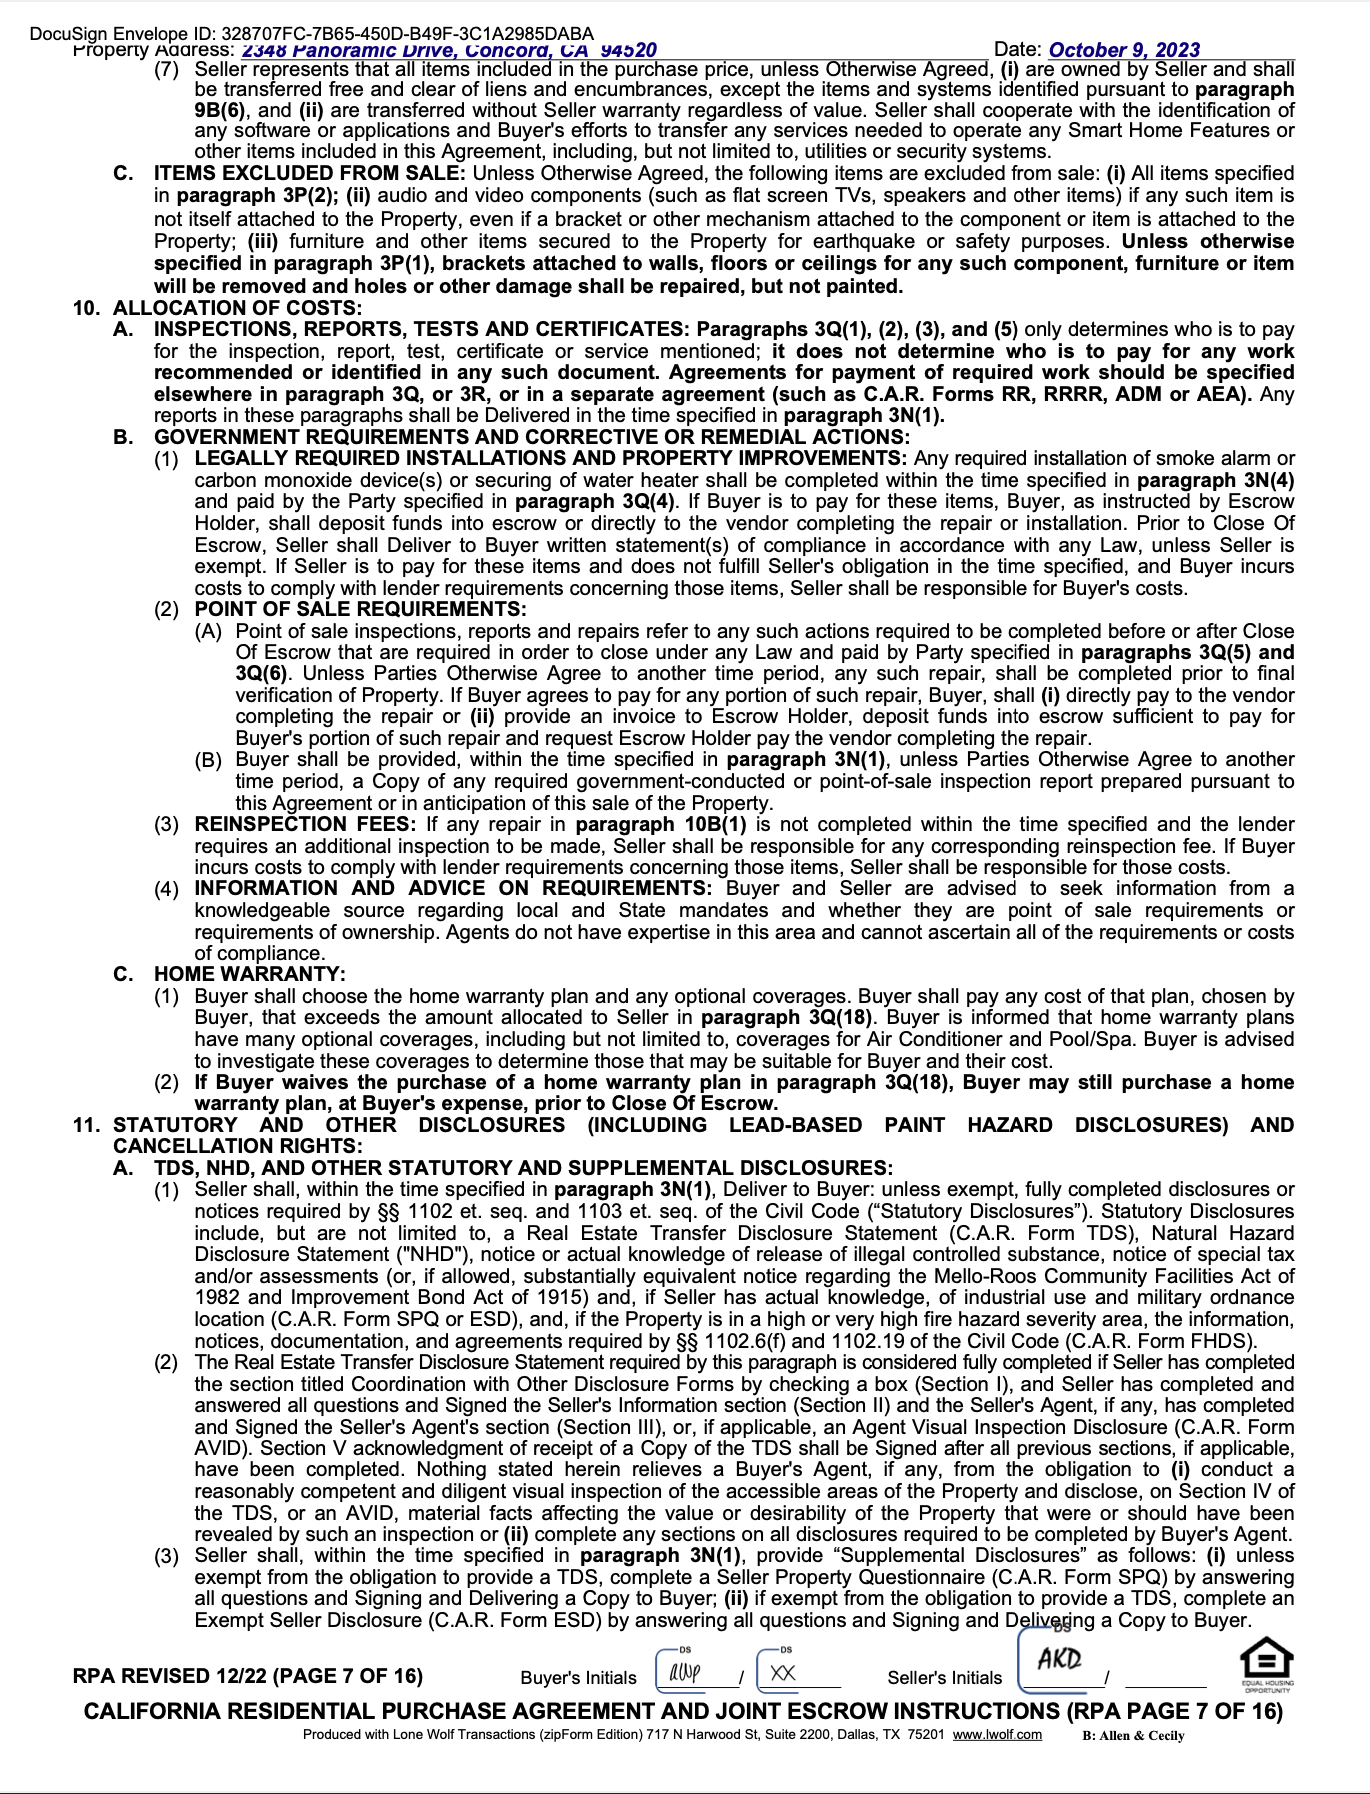 DocuSign Envelope ID: 328707FC-7B65-450D-B49F-3C1A2985DABA
Property Address: 2348 Panoramic Drive, Concord, CA 94520 Date: October 9, 2023
(7) Seller represents that all items included in the purchase price, unless Otherwise Agreed, (i) are owned by Seller and shall
be transferred free and clear of liens and encumbrances, except the items and systems identified pursuant to paragraph
9B(6), and (ii) are transferred without Seller warranty regardless of value. Seller shall cooperate with the identification of
any software or applications and Buyer's efforts to transfer any services needed to operate any Smart Home Features or
other items included in this Agreement, including, but not limited to, utilities or security systems.
C. ITEMS EXCLUDED FROM SALE: Unless Otherwise Agreed, the following items are excluded from sale: (i) All items specified
in paragraph 3P(2); (ii) audio and video components (such as flat screen TVs, speakers and other items) if any such item is
not itself attached to the Property, even if a bracket or other mechanism attached to the component or item is attached to the
Property; (iii) furniture and other items secured to the Property for earthquake or safety purposes. Unless otherwise
specified in paragraph 3P(1), brackets attached to walls, floors or ceilings for any such component, furniture or item
will be removed and holes or other damage shall be repaired, but not painted.
10. ALLOCATION OF COSTS:
A. INSPECTIONS, REPORTS, TESTS AND CERTIFICATES: Paragraphs 3Q(1), (2), (3), and (5) only determines who is to pay
for the inspection, report, test, certificate or service mentioned; it does not determine who is to pay for any work
recommended or identified in any such document. Agreements for payment of required work should be specified
elsewhere in paragraph 3Q, or 3R, or in a separate agreement (such as C.A.R. Forms RR, RRRR, ADM or AEA). Any
reports in these paragraphs shall be Delivered in the time specified in paragraph 3N(1).
B. GOVERNMENT REQUIREMENTS AND CORRECTIVE OR REMEDIAL ACTIONS:
(1) LEGALLY REQUIRED INSTALLATIONS AND PROPERTY IMPROVEMENTS: Any required installation of smoke alarm or
carbon monoxide device(s) or securing of water heater shall be completed within the time specified in paragraph 3N(4)
and paid by the Party specified in paragraph 3Q(4). If Buyer is to pay for these items, Buyer, as instructed by Escrow
Holder, shall deposit funds into escrow or directly to the vendor completing the repair or installation. Prior to Close Of
Escrow, Seller shall Deliver to Buyer written statement(s) of compliance in accordance with any Law, unless Seller is
exempt. If Seller is to pay for these items and does not fulfill Seller's obligation in the time specified, and Buyer incurs
costs to comply with lender requirements concerning those items, Seller shall be responsible for Buyer's costs.
(2) POINT OF SALE REQUIREMENTS:
(A) Point of sale inspections, reports and repairs refer to any such actions required to be completed before or after Close
Of Escrow that are required in order to close under any Law and paid by Party specified in paragraphs 3Q(5) and
3Q(6). Unless Parties Otherwise Agree to another time period, any such repair, shall be completed prior to final
verification of Property. If Buyer agrees to pay for any portion of such repair, Buyer, shall (i) directly pay to the vendor
completing the repair or (ii) provide an invoice to Escrow Holder, deposit funds into escrow sufficient to pay for
Buyer's portion of such repair and request Escrow Holder pay the vendor completing the repair.
(B) Buyer shall be provided, within the time specified in paragraph 3N(1), unless Parties Otherwise Agree to another
time period, a Copy of any required government-conducted or point-of-sale inspection report prepared pursuant to
this Agreement or in anticipation of this sale of the Property.
(3) REINSPECTION FEES: If any repair in paragraph 10B(1) is not completed within the time specified and the lender
requires an additional inspection to be made, Seller shall be responsible for any corresponding reinspection fee. If Buyer
incurs costs to comply with lender requirements concerning those items, Seller shall be responsible for those costs.
(4) INFORMATION AND ADVICE ON REQUIREMENTS: Buyer and Seller are advised to seek information from a
knowledgeable source regarding local and State mandates and whether they are point of sale requirements or
requirements of ownership. Agents do not have expertise in this area and cannot ascertain all of the requirements or costs
of compliance.
C. HOME WARRANTY:
(1) Buyer shall choose the home warranty plan and any optional coverages. Buyer shall pay any cost of that plan, chosen by
Buyer, that exceeds the amount allocated to Seller in paragraph 3Q(18). Buyer is informed that home warranty plans
have many optional coverages, including but not limited to, coverages for Air Conditioner and Pool/Spa. Buyer is advised
to investigate these coverages to determine those that may be suitable for Buyer and their cost.
(2) If Buyer waives the purchase of a home warranty plan in paragraph 3Q(18), Buyer may still purchase a home
warranty plan, at Buyer's expense, prior to Close Of Escrow.
11. STATUTORY AND OTHER DISCLOSURES (INCLUDING LEAD-BASED PAINT HAZARD DISCLOSURES) AND
CANCELLATION RIGHTS:
A. TDS, NHD, AND OTHER STATUTORY AND SUPPLEMENTAL DISCLOSURES:
(1) Seller shall, within the time specified in paragraph 3N(1), Deliver to Buyer: unless exempt, fully completed disclosures or
notices required by §§ 1102 et. seq. and 1103 et. seq. of the Civil Code (“Statutory Disclosures”). Statutory Disclosures
include, but are not limited to, a Real Estate Transfer Disclosure Statement (C.A.R. Form TDS), Natural Hazard
Disclosure Statement ("NHD"), notice or actual knowledge of release of illegal controlled substance, notice of special tax
and/or assessments (or, if allowed, substantially equivalent notice regarding the Mello-Roos Community Facilities Act of
1982 and Improvement Bond Act of 1915) and, if Seller has actual knowledge, of industrial use and military ordnance
location (C.A.R. Form SPQ or ESD), and, if the Property is in a high or very high fire hazard severity area, the information,
notices, documentation, and agreements required by §§ 1102.6(f) and 1102.19 of the Civil Code (C.A.R. Form FHDS).
(2) The Real Estate Transfer Disclosure Statement required by this paragraph is considered fully completed if Seller has completed
the section titled Coordination with Other Disclosure Forms by checking a box (Section I), and Seller has completed and
answered all questions and Signed the Seller's Information section (Section II) and the Seller's Agent, if any, has completed
and Signed the Seller's Agent's section (Section III), or, if applicable, an Agent Visual Inspection Disclosure (C.A.R. Form
AVID). Section V acknowledgment of receipt of a Copy of the TDS shall be Signed after all previous sections, if applicable,
have been completed. Nothing stated herein relieves a Buyer's Agent, if any, from the obligation to (i) conduct a
reasonably competent and diligent visual inspection of the accessible areas of the Property and disclose, on Section IV of
the TDS, or an AVID, material facts affecting the value or desirability of the Property that were or should have been
revealed by such an inspection or (ii) complete any sections on all disclosures required to be completed by Buyer's Agent.
(3) Seller shall, within the time specified in paragraph 3N(1), provide “Supplemental Disclosures” as follows: (i) unless
exempt from the obligation to provide a TDS, complete a Seller Property Questionnaire (C.A.R. Form SPQ) by answering
all questions and Signing and Delivering a Copy to Buyer; (ii) if exempt from the obligation to provide a TDS, complete an
Exempt Seller Disclosure (C.A.R. Form ESD) by answering all questions and Signing and Delivering a Copy to Buyer.
RPA REVISED 12/22 (PAGE 7 OF 16) Buyer's Initials DS / DS XX Seller's Initials DS AKD /
EQUAL HOUSING
OPPORTUNITY
CALIFORNIA RESIDENTIAL PURCHASE AGREEMENT AND JOINT ESCROW INSTRUCTIONS (RPA PAGE 7 OF 16)
Produced with Lone Wolf Transactions (zipForm Edition) 717 N Harwood St, Suite 2200, Dallas, TX 75201 www.lwolf.com B: Allen & Cecily